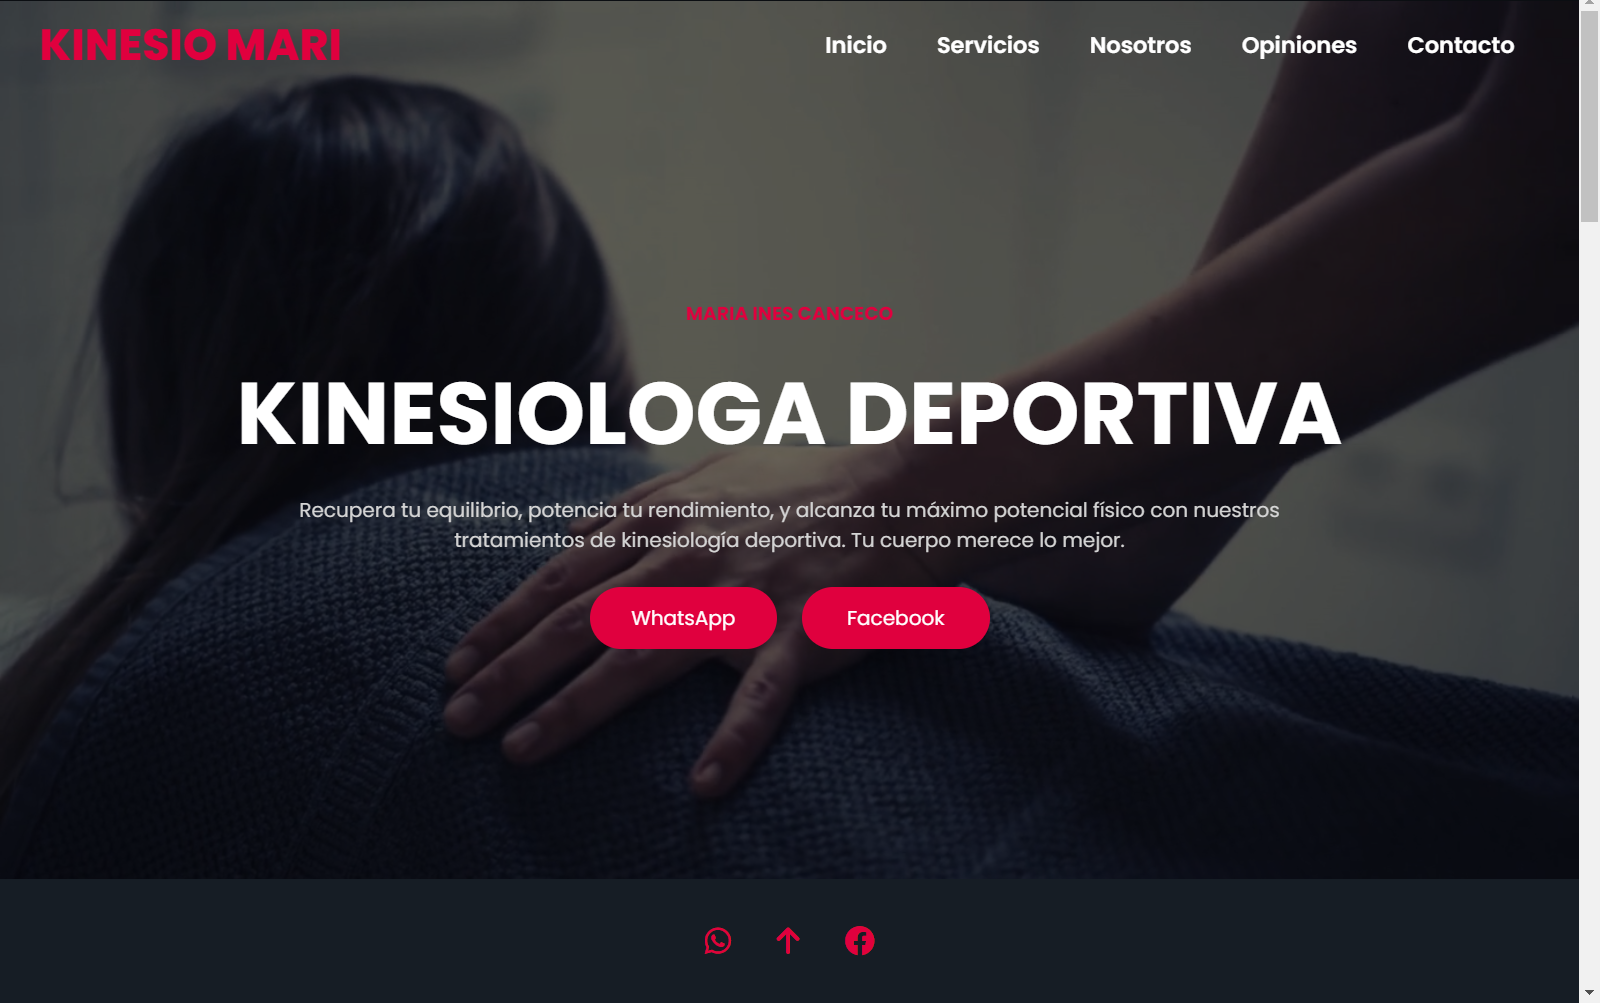 KINESIO MARI
Inicio Servicios Nosotros Opiniones Contacto
MARIA INES CANCECO
KINESIOLOGA DEPORTIVA
Recupera tu equilibrio, potencia tu rendimiento, y alcanza tu máximo potencial físico con nuestros
tratamientos de kinesiología deportiva. Tu cuerpo merece lo mejor.
WhatsApp Facebook